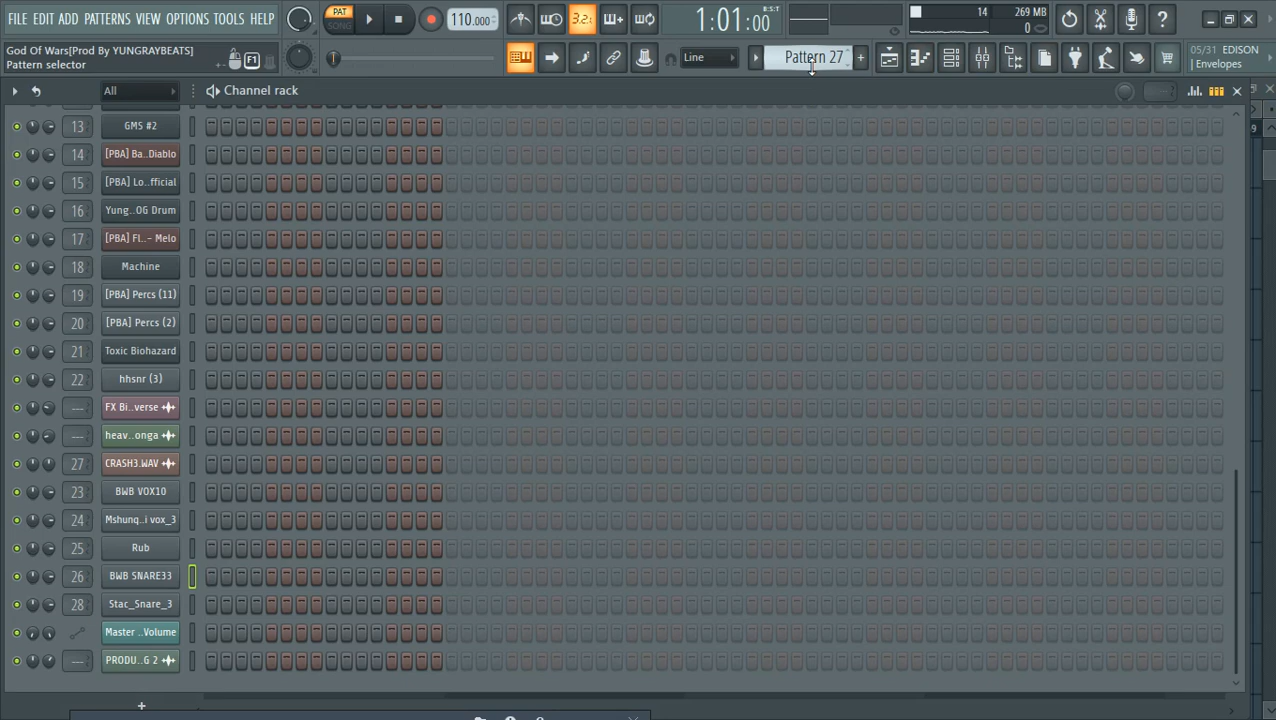 FILE EDIT ADD PATTERNS VIEW OPTIONS TOOLS HELP
PAT
SONG
110.000
3.2
1:01:00
B:S:T
14
269 MB
0
God Of Wars[Prod By YUNGRAYBEATS]
Pattern selector
F1
Line
Pattern 27
+
05/31 EDISON
| Envelopes
All
Channel rack
9
13 GMS #2
14 [PBA] Ba..Diablo
15 [PBA] Lo..fficial
16 Yung..OG Drum
17 [PBA] Fl..- Melo
18 Machine
19 [PBA] Percs (11)
20 [PBA] Percs (2)
21 Toxic Biohazard
22 hhsnr (3)
--- FX Bi..verse
--- heav..onga
27 CRASH3.WAV
23 BWB VOX10
24 Mshunq..i vox_3
25 Rub
26 BWB SNARE33
28 Stac_Snare_3
Master ..Volume
--- PRODU..G 2
+